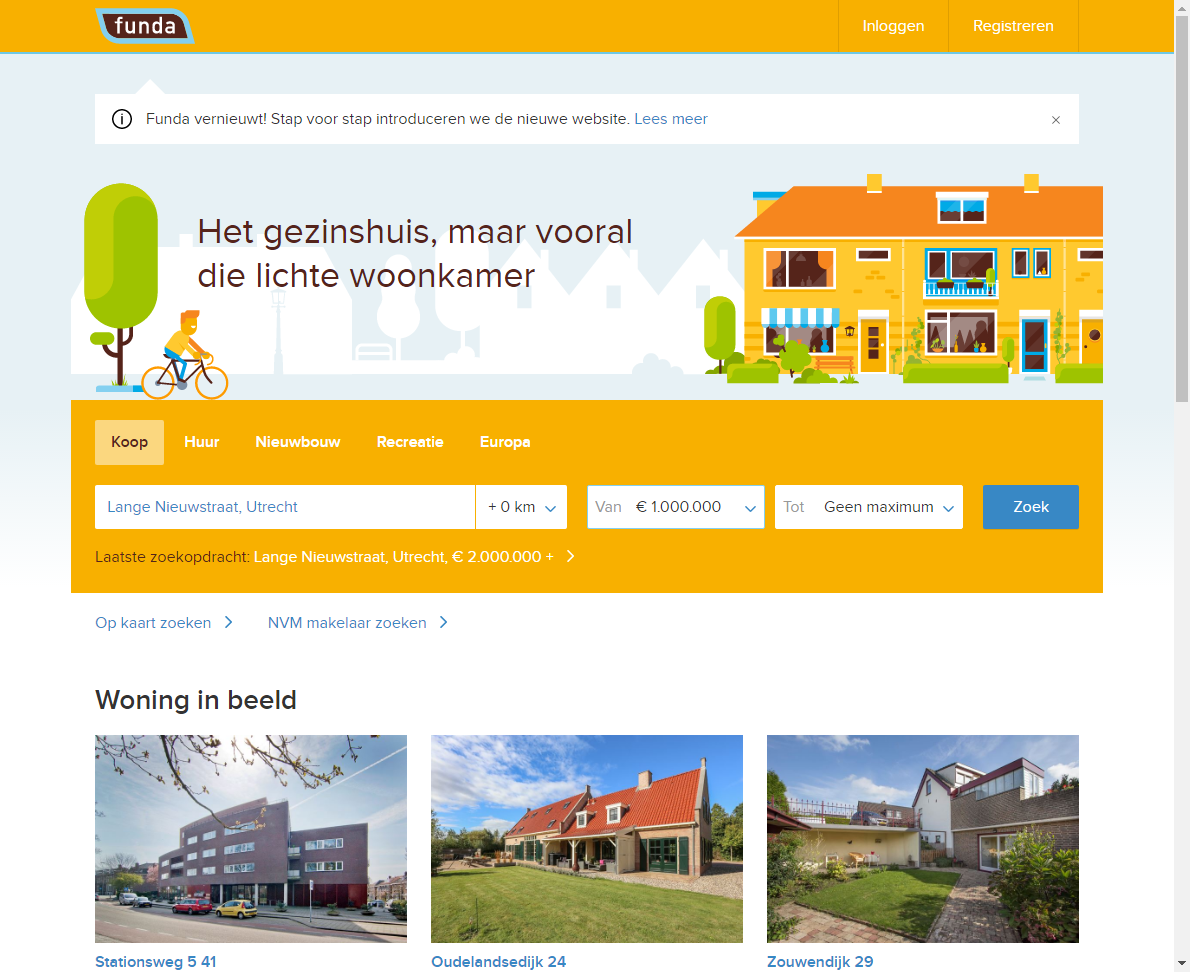 funda
Inloggen
Registreren
Funda vernieuwt! Stap voor stap introduceren we de nieuwe website. Lees meer
Het gezinshuis, maar vooral
die lichte woonkamer
Koop
Huur
Nieuwbouw
Recreatie
Europa
Lange Nieuwstraat, Utrecht
+ 0 km
Van € 1.000.000
Tot Geen maximum
Zoek
Laatste zoekopdracht: Lange Nieuwstraat, Utrecht, € 2.000.000 +
Op kaart zoeken
NVM makelaar zoeken
Woning in beeld
Stationsweg 5 41
Oudelandsedijk 24
Zouwendijk 29